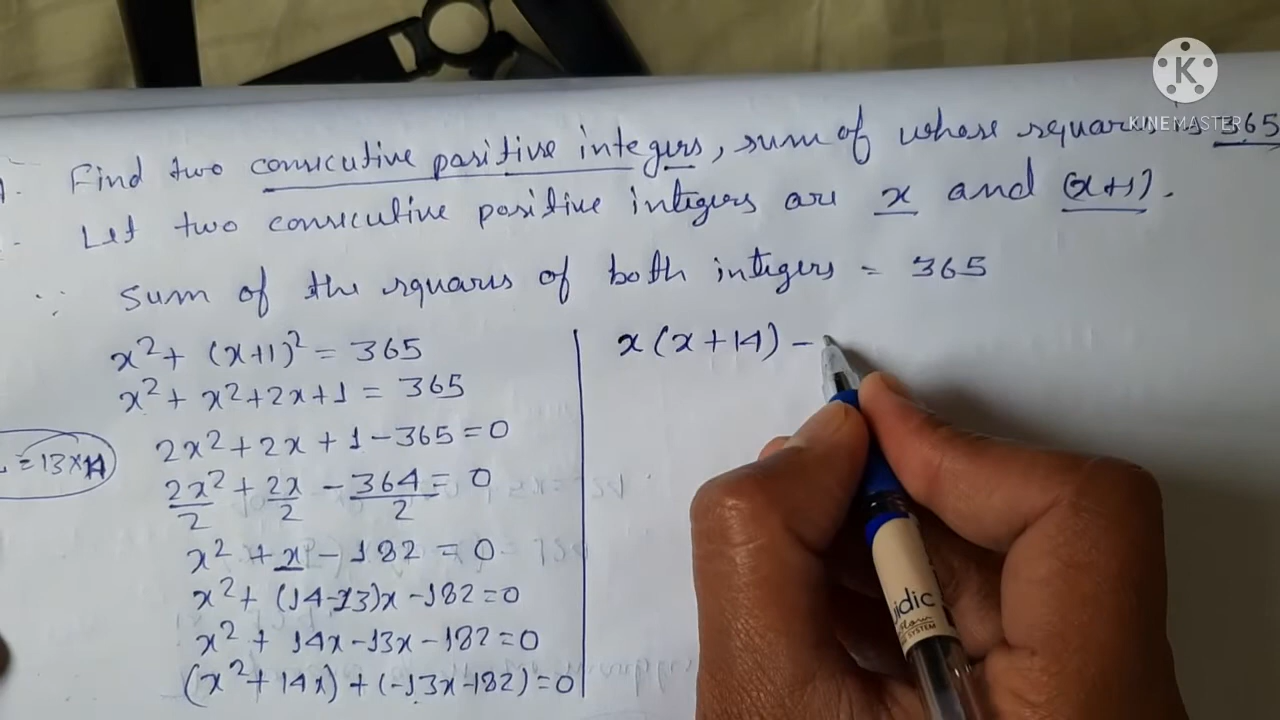 Find two consecutive positive integers, sum of whose squares is 365
Let two consecutive positive integers are x and (x+1).
∵ Sum of the squares of both integers = 365
x² + (x+1)² = 365
x² + x² + 2x + 1 = 365
2x² + 2x + 1 - 365 = 0
2x²/2 + 2x/2 - 364/2 = 0
= 13×14
x² + x - 182 = 0
x² + (14-13)x - 182 = 0
x² + 14x - 13x - 182 = 0
(x² + 14x) + (-13x - 182) = 0
x(x+14) -
K
KINEMASTER